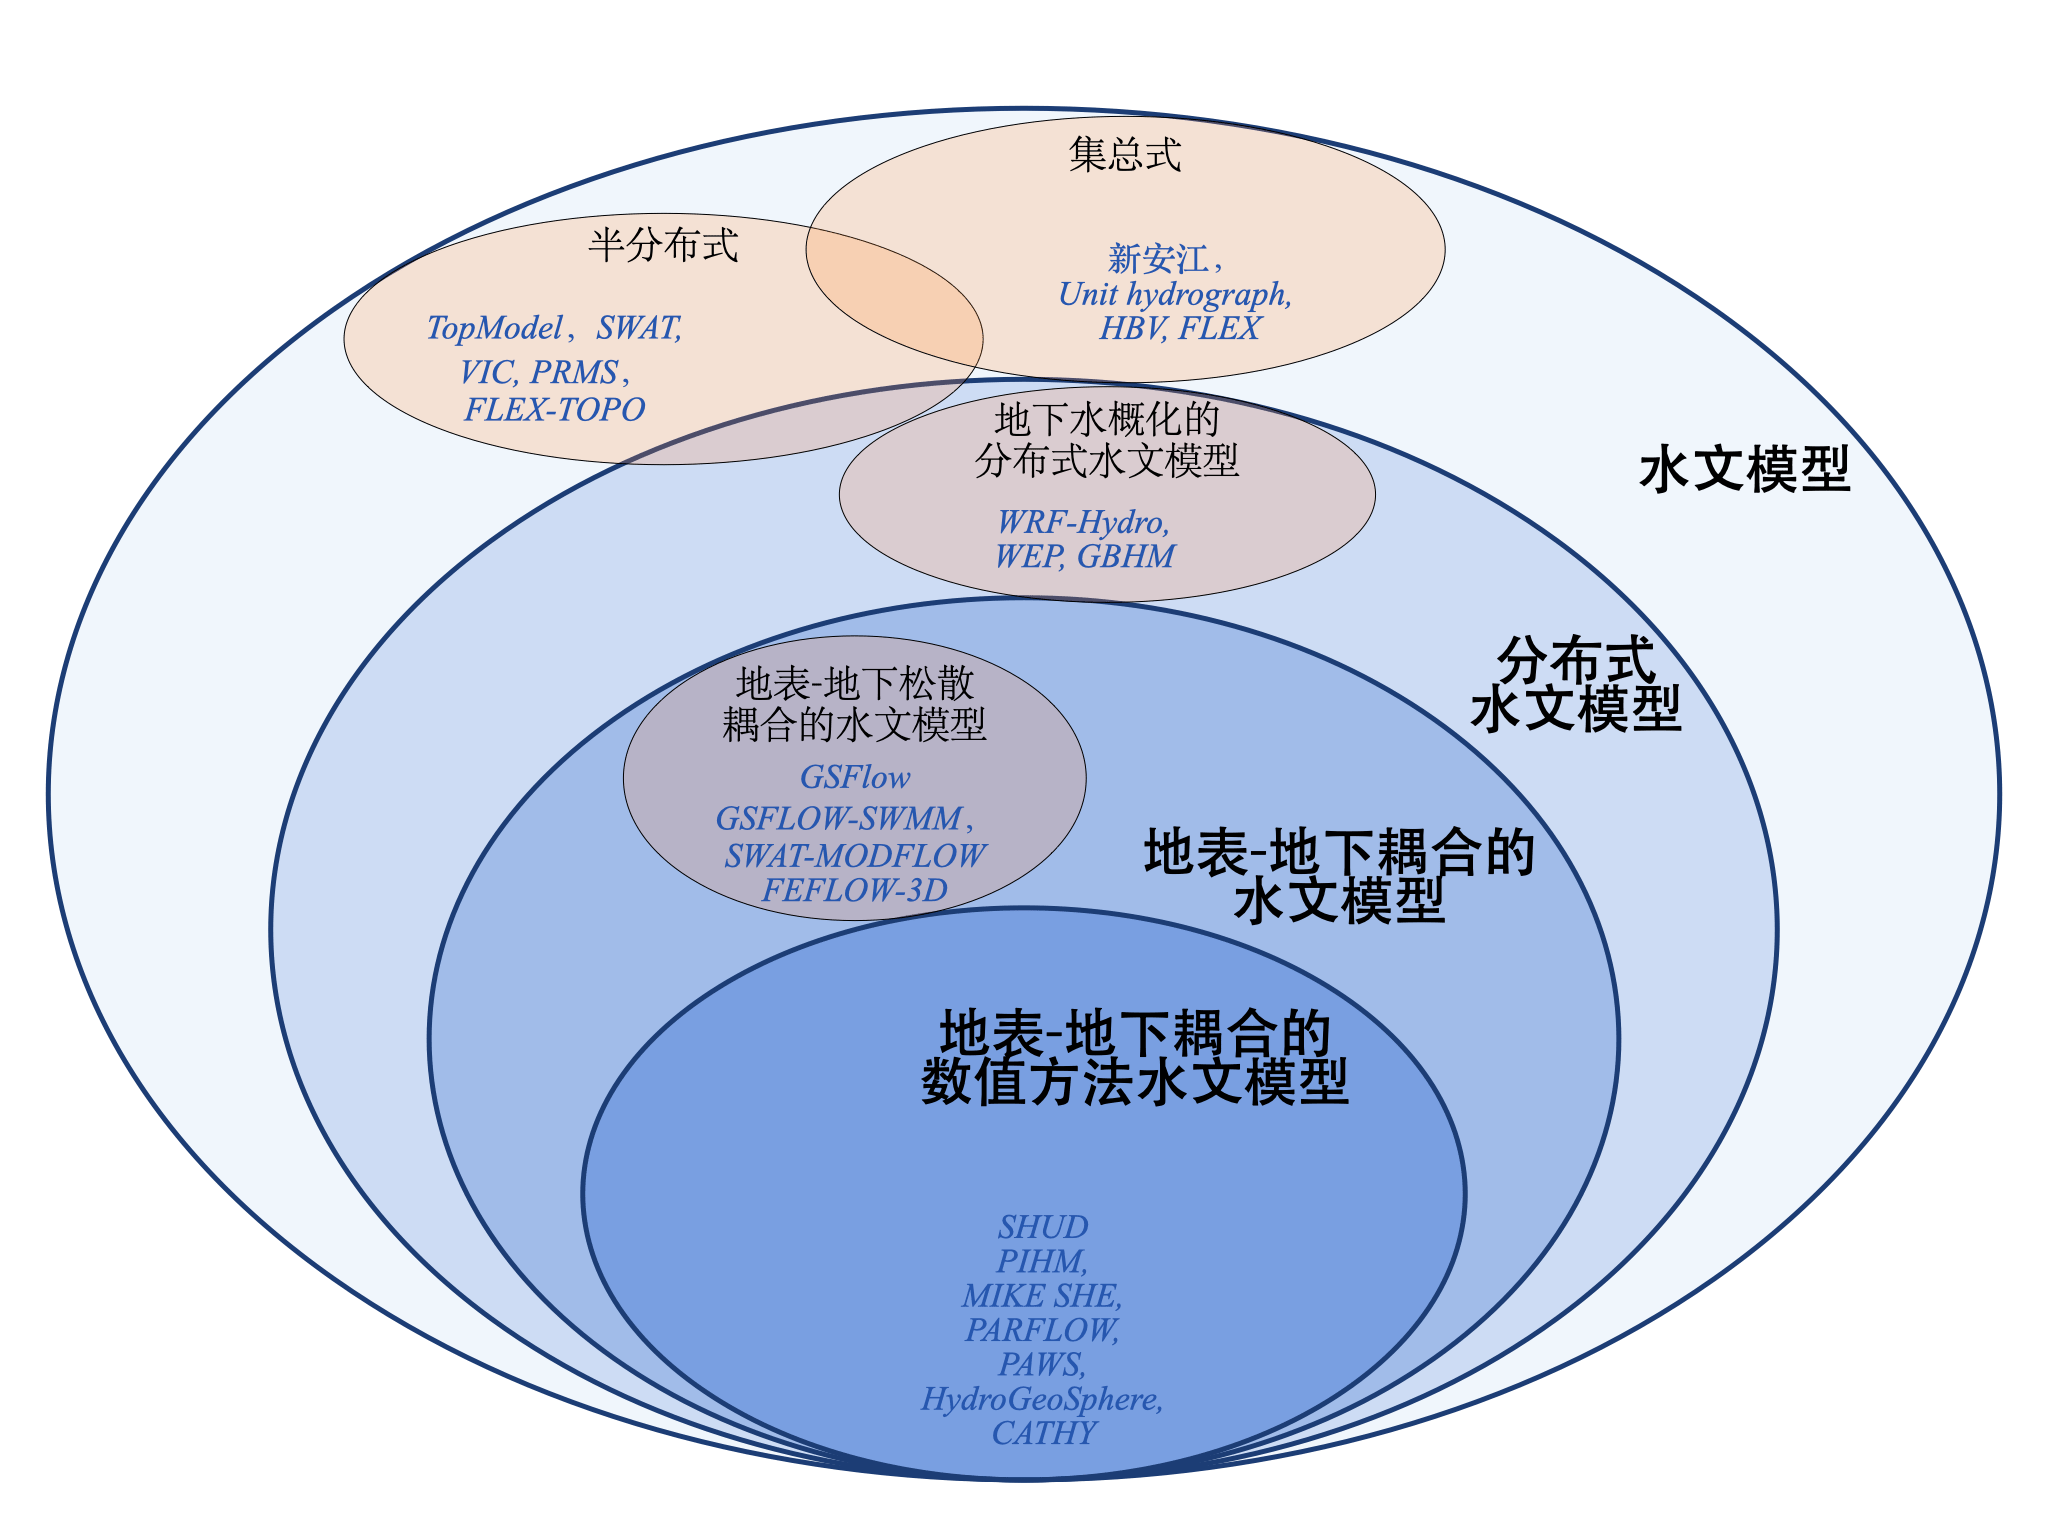 集总式
新安江，
Unit hydrograph,
HBV, FLEX
半分布式
TopModel，SWAT,
VIC, PRMS，
FLEX-TOPO
地下水概化的
分布式水文模型
WRF-Hydro,
WEP, GBHM
水文模型
分布式
水文模型
地表-地下松散
耦合的水文模型
GSFlow
GSFLOW-SWMM，
SWAT-MODFLOW
FEFLOW-3D
地表-地下耦合的
水文模型
地表-地下耦合的
数值方法水文模型
SHUD
PIHM,
MIKE SHE,
PARFLOW,
PAWS,
HydroGeoSphere,
CATHY